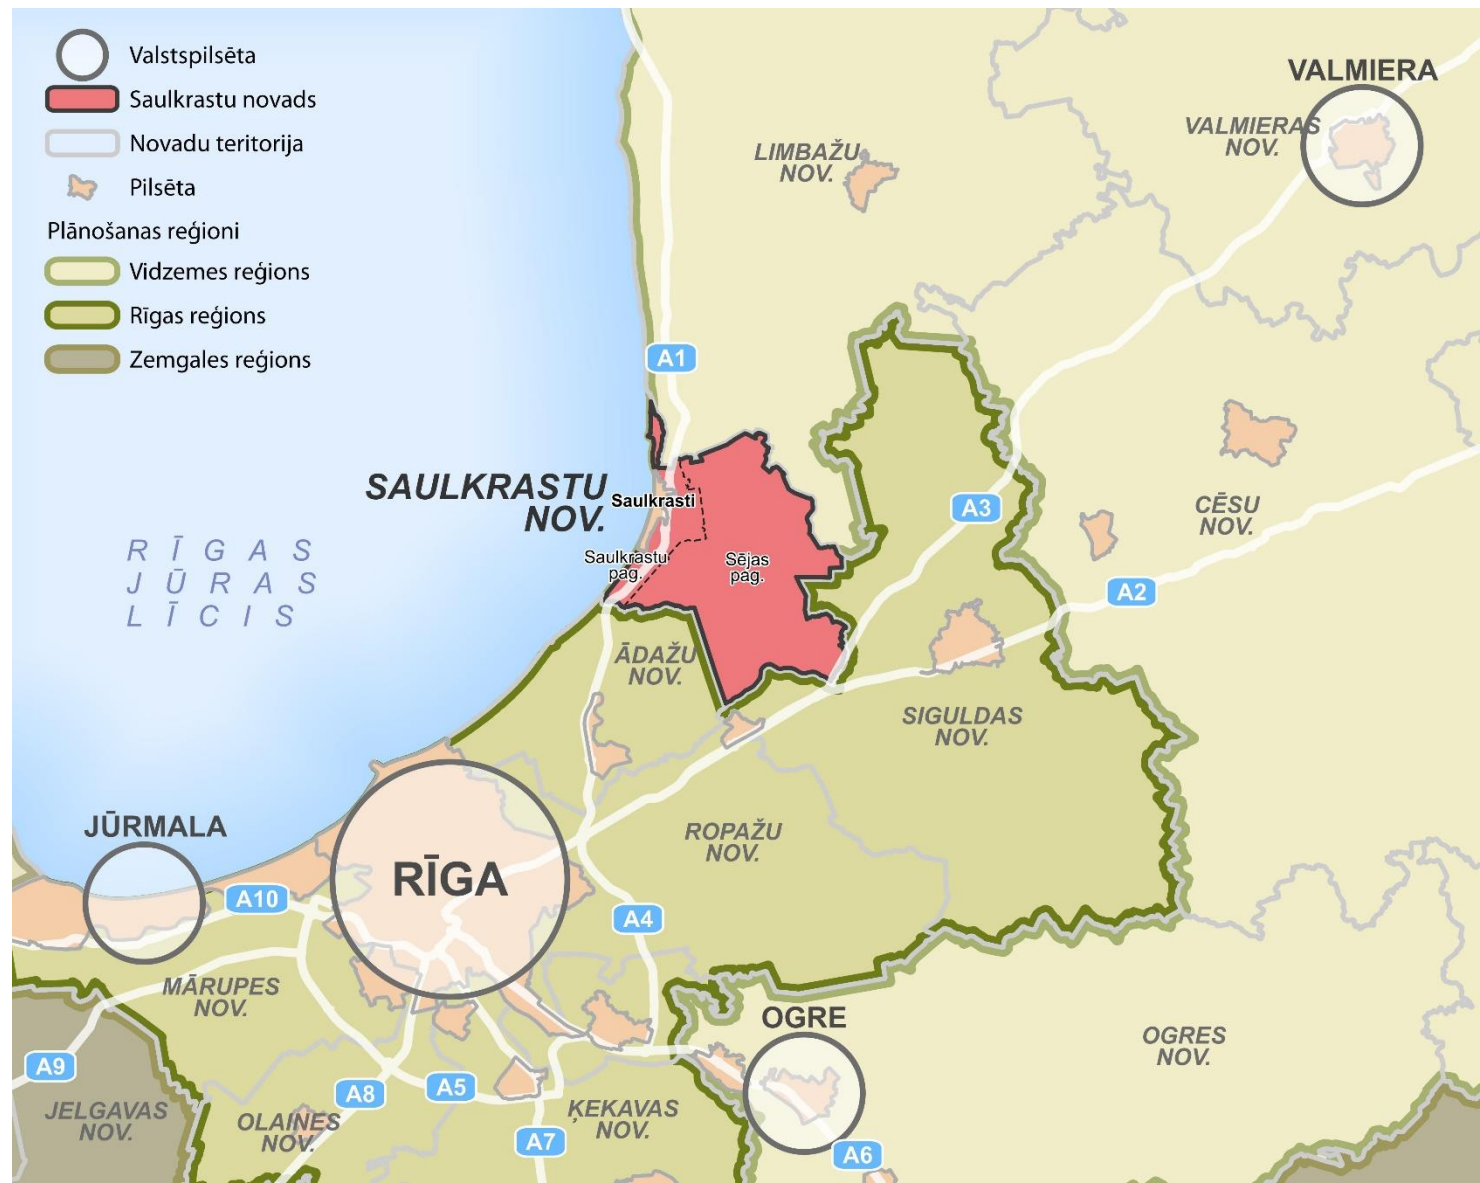 Valstspilsēta
Saulkrastu novads
Novadu teritorija
Pilsēta
Plānošanas reģioni
Vidzemes reģions
Rīgas reģions
Zemgales reģions
VALMIERA
VALMIERAS
NOV.
LIMBAŽU
NOV.
A1
SAULKRASTU
NOV.
Saulkrasti
Saulkrastu
pag.
Sējas
pag.
A3
CĒSU
NOV.
A2
RĪGAS
JŪRAS
LĪCIS
ĀDAŽU
NOV.
SIGULDAS
NOV.
ROPAŽU
NOV.
JŪRMALA
RĪGA
A10
A4
MĀRUPES
NOV.
OGRE
OGRES
NOV.
A9
A8
A5
JELGAVAS
NOV.
OLAINES
NOV.
ĶEKAVAS
NOV.
A7
A6